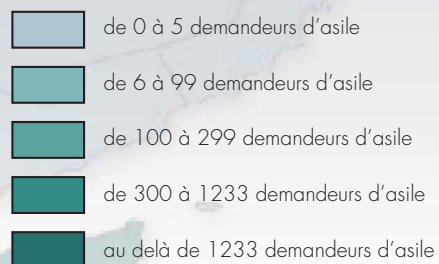 de 0 à 5 demandeurs d’asile
de 6 à 99 demandeurs d’asile
de 100 à 299 demandeurs d’asile
de 300 à 1233 demandeurs d’asile
au delà de 1233 demandeurs d’asile